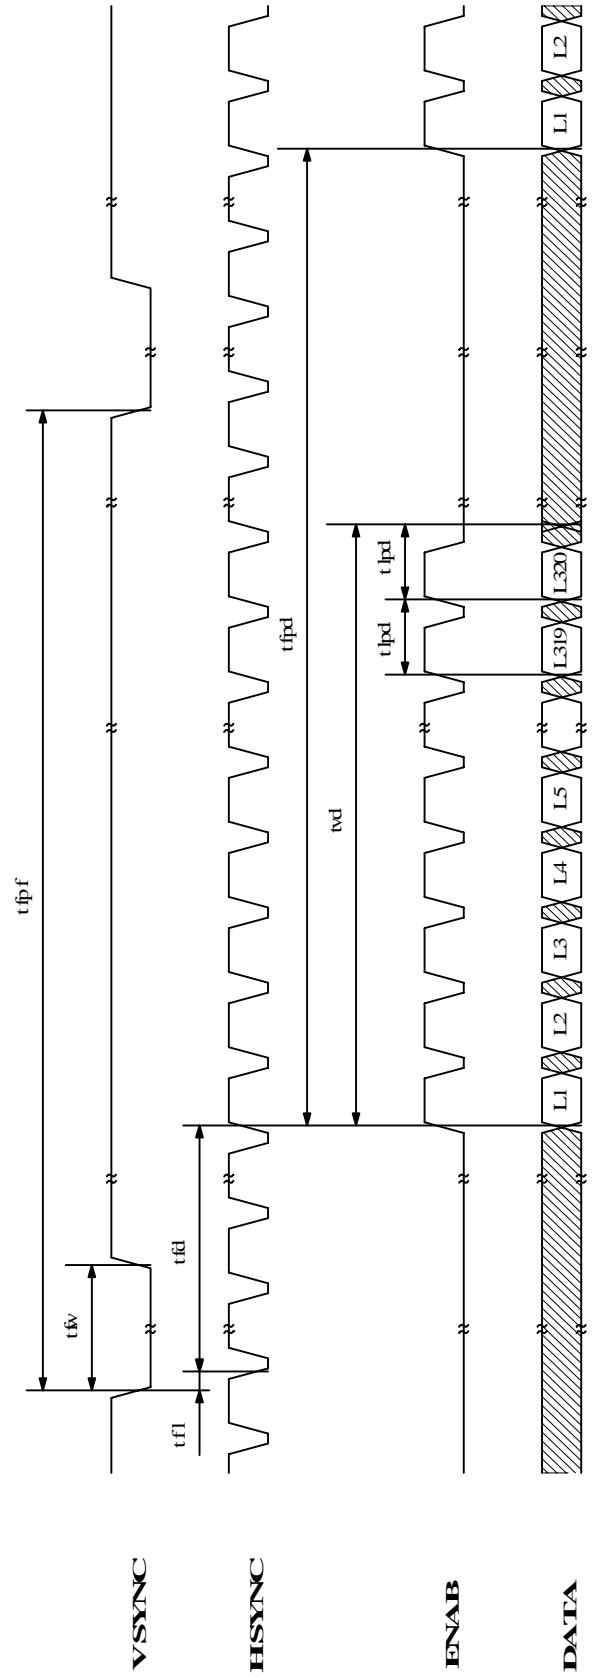 tfpf
tfw
VSYNC
tfl
tfd
HSYNC
tfpd
tvd
tlpd
tlpd
ENAB
DATA
L1
L2
L3
L4
L5
L319
L320
L1
L2